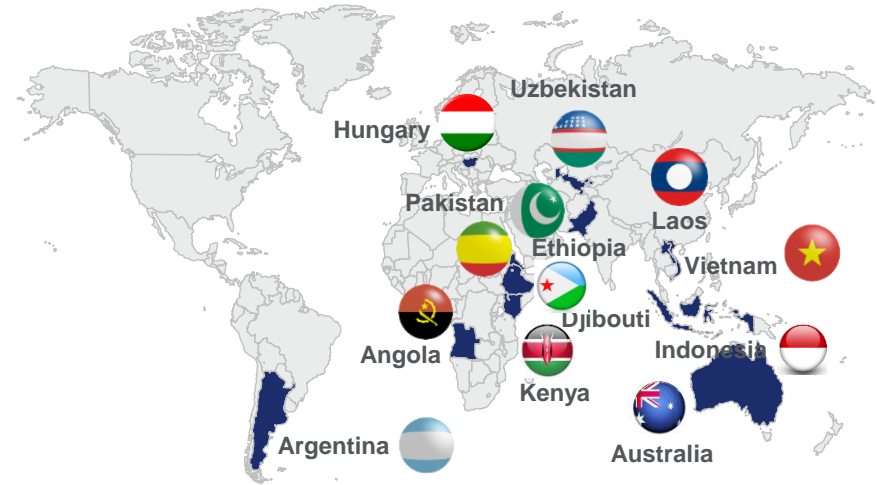 Uzbekistan
Hungary
Pakistan
Laos
Ethiopia
Vietnam
Djibouti
Angola
Indonesia
Kenya
Argentina
Australia